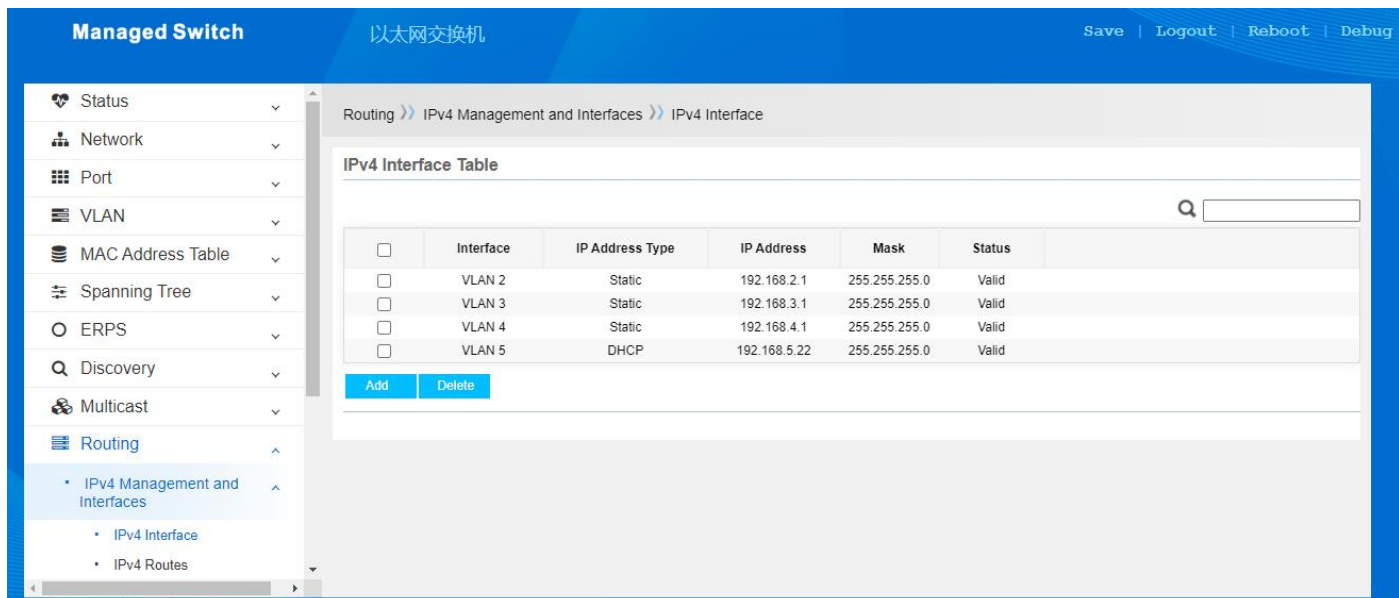 Managed Switch 以太网交换机 Save | Logout | Reboot | Debug
Status
Network
Port
VLAN
MAC Address Table
Spanning Tree
ERPS
Discovery
Multicast
Routing
IPv4 Management and
Interfaces
IPv4 Interface
IPv4 Routes
Routing 》 IPv4 Management and Interfaces 》 IPv4 Interface
IPv4 Interface Table
Interface IP Address Type IP Address Mask Status
VLAN 2 Static 192.168.2.1 255.255.255.0 Valid
VLAN 3 Static 192.168.3.1 255.255.255.0 Valid
VLAN 4 Static 192.168.4.1 255.255.255.0 Valid
VLAN 5 DHCP 192.168.5.22 255.255.255.0 Valid
Add Delete